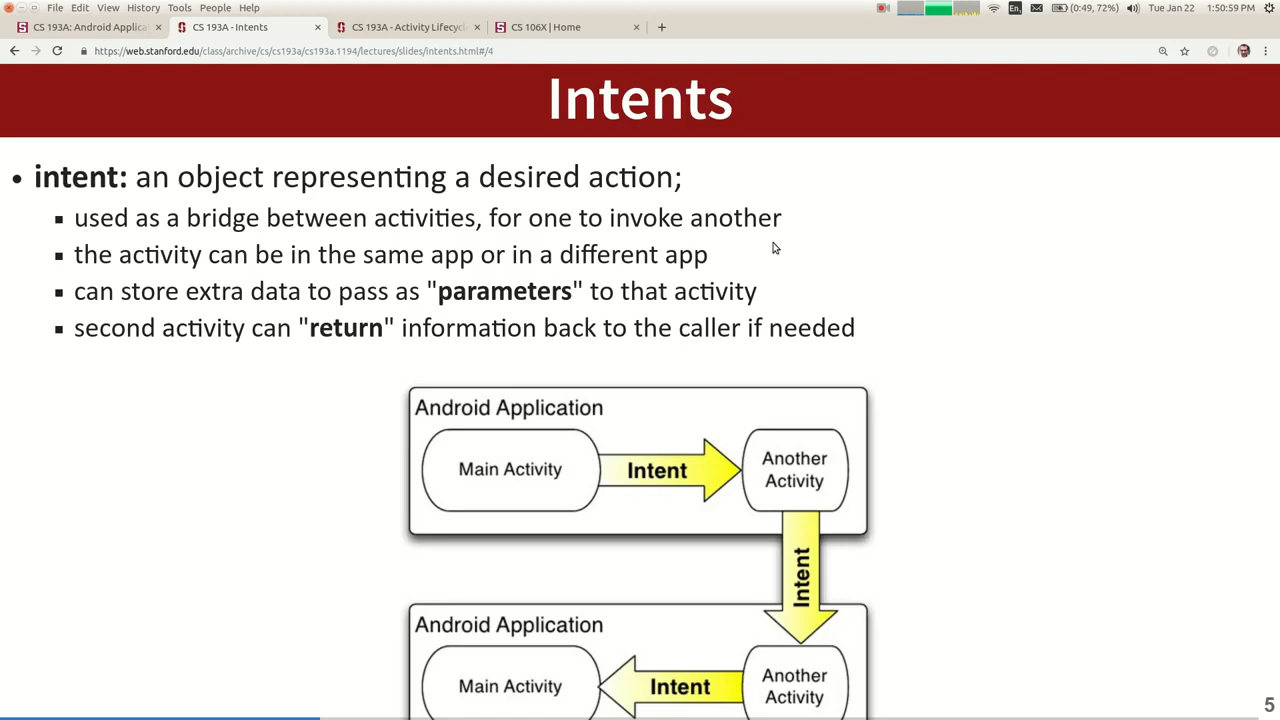 File Edit View History Tools People Help
En
(0:49, 72%)
Tue Jan 22
1:50:59 PM
CS 193A: Android Applica
CS 193A - Intents
CS 193A - Activity Lifecyc
CS 106X | Home
https://web.stanford.edu/class/archive/cs/cs193a/cs193a.1194/lectures/slides/intents.html#/4
Intents
• intent: an object representing a desired action;
▪ used as a bridge between activities, for one to invoke another
▪ the activity can be in the same app or in a different app
▪ can store extra data to pass as "parameters" to that activity
▪ second activity can "return" information back to the caller if needed
Android Application
Main Activity
Intent
Another
Activity
Intent
Android Application
Main Activity
Intent
Another
Activity
5